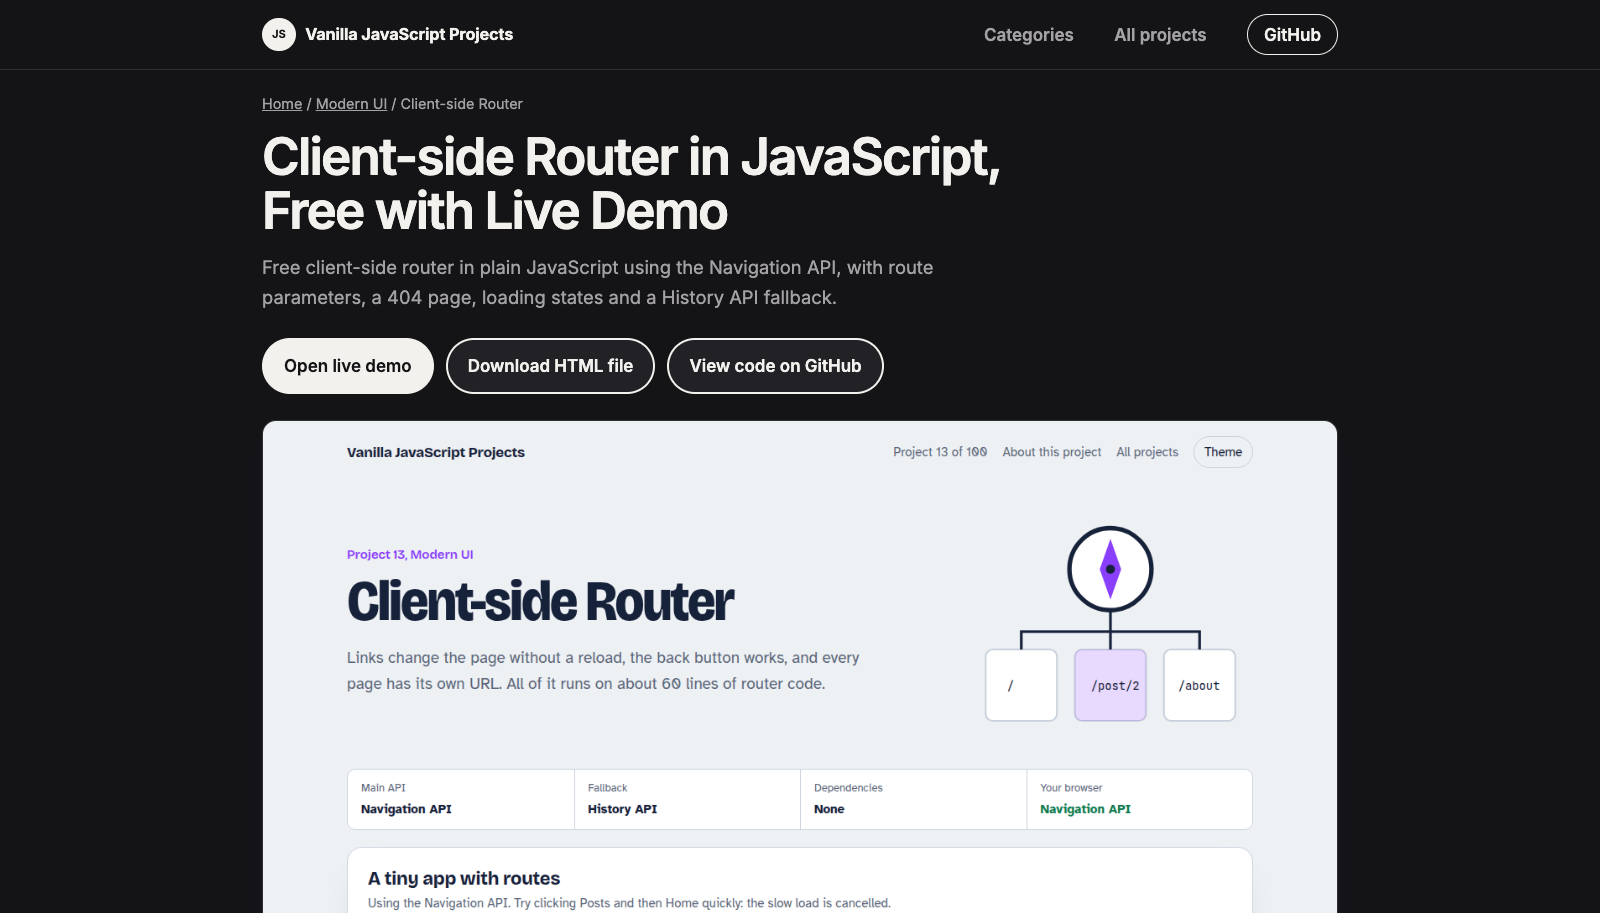 JS Vanilla JavaScript Projects Categories All projects GitHub
Home / Modern UI / Client-side Router
Client-side Router in JavaScript,
Free with Live Demo
Free client-side router in plain JavaScript using the Navigation API, with route
parameters, a 404 page, loading states and a History API fallback.
Open live demo Download HTML file View code on GitHub
Vanilla JavaScript Projects Project 13 of 100 About this project All projects Theme
Project 13, Modern UI
Client-side Router
Links change the page without a reload, the back button works, and every
page has its own URL. All of it runs on about 60 lines of router code.
/ /post/2 /about
Main API Fallback Dependencies Your browser
Navigation API History API None Navigation API
A tiny app with routes
Using the Navigation API. Try clicking Posts and then Home quickly: the slow load is cancelled.